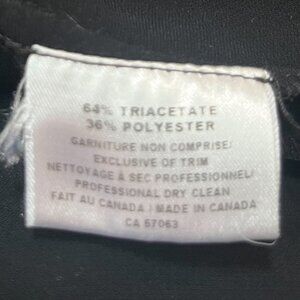 64% TRIACETATE
36% POLYESTER
GARNITURE NON COMPRISE/
EXCLUSIVE OF TRIM
NETTOYAGE À SEC PROFESSIONNEL/
PROFESSIONAL DRY CLEAN
FAIT AU CANADA / MADE IN CANADA
CA 57063